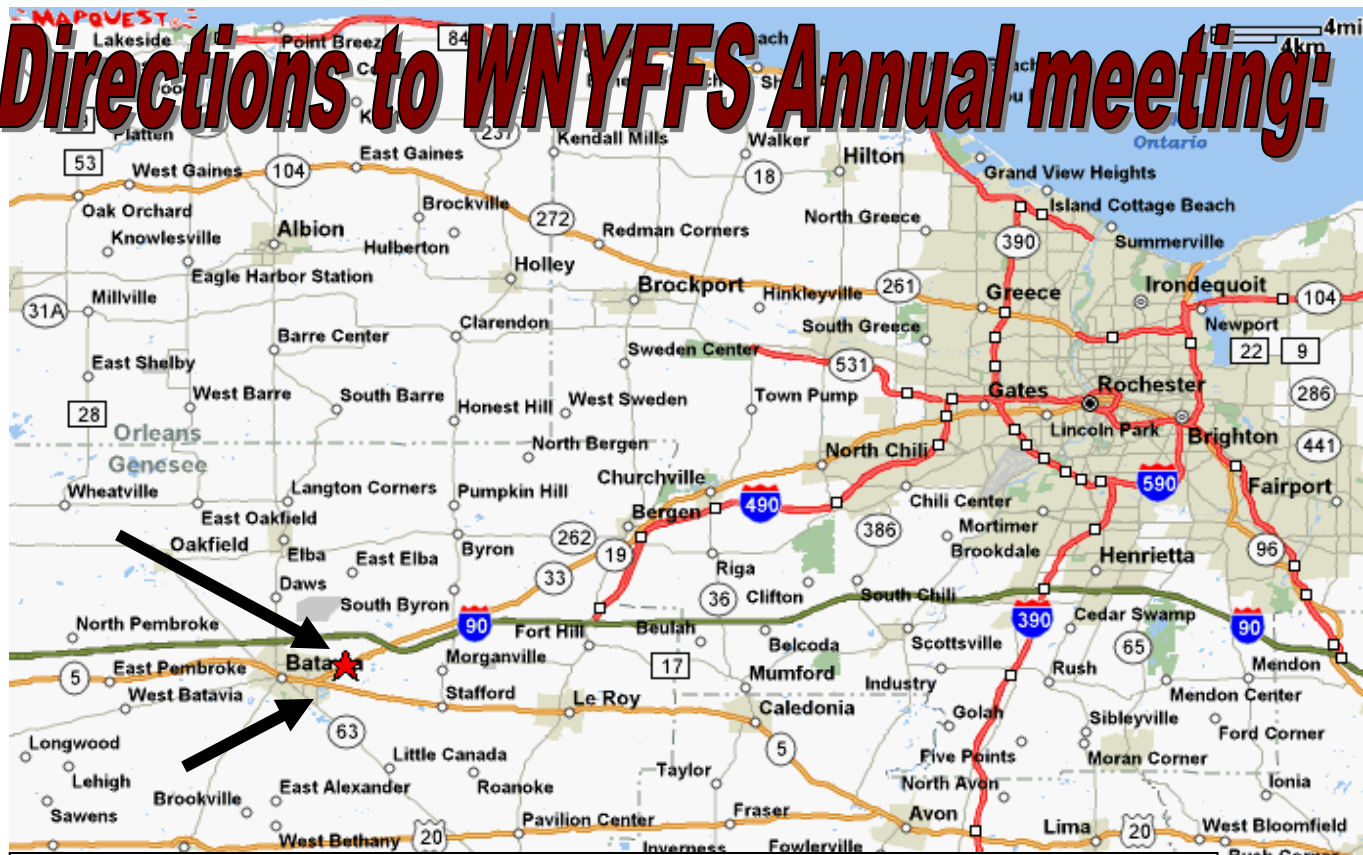 MAPQUEST
Directions to WNYFFS Annual meeting:
4mi
4km
Lakeside
Point Breez
84
Ontario
Platten
Kendall Mills
Walker
Hilton
53
West Gaines
104
East Gaines
18
Grand View Heights
Oak Orchard
Brockville
272
North Greece
Island Cottage Beach
Knowlesville
Albion
Hulberton
Redman Corners
390
Summerville
Eagle Harbor Station
Holley
Brockport
Hinkleyville
261
Greece
Irondequoit
31A
Millville
104
Clarendon
South Greece
Newport
Barre Center
Sweden Center
22
9
East Shelby
531
West Barre
South Barre
Honest Hill
West Sweden
Town Pump
Gates
Rochester
286
28
Lincoln Park
Brighton
Orleans
North Bergen
North Chili
441
Genesee
Churchville
590
Wheatville
Langton Corners
Pumpkin Hill
490
Chili Center
Fairport
East Oakfield
Bergen
386
Mortimer
Oakfield
Elba
East Elba
Byron
262
19
Brookdale
Henrietta
96
Daws
33
Riga
South Byron
36
Clifton
South Chili
Cedar Swamp
North Pembroke
90
Fort Hill
Beulah
Belcoda
390
90
Scottsville
65
Batavia
Morganville
17
Mendon
5
East Pembroke
Mumford
Industry
Rush
West Batavia
Stafford
Le Roy
Caledonia
Mendon Center
63
Golah
Sibleyville
Ford Corner
Longwood
Little Canada
5
Five Points
Moran Corner
Lehigh
East Alexander
Roanoke
Taylor
North Avon
Ionia
Brookville
Sawens
Pavilion Center
Fraser
Avon
Lima
20
West Bloomfield
West Bethany
20
Inverness
Fowlerville